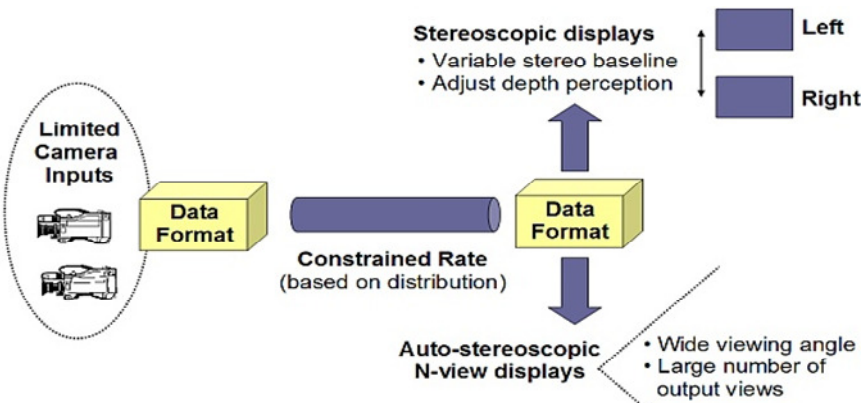 Limited
Camera
Inputs
Data
Format
Constrained Rate
(based on distribution)
Data
Format
Stereoscopic displays
• Variable stereo baseline
• Adjust depth perception
Left
Right
Auto-stereoscopic
N-view displays
• Wide viewing angle
• Large number of
output views